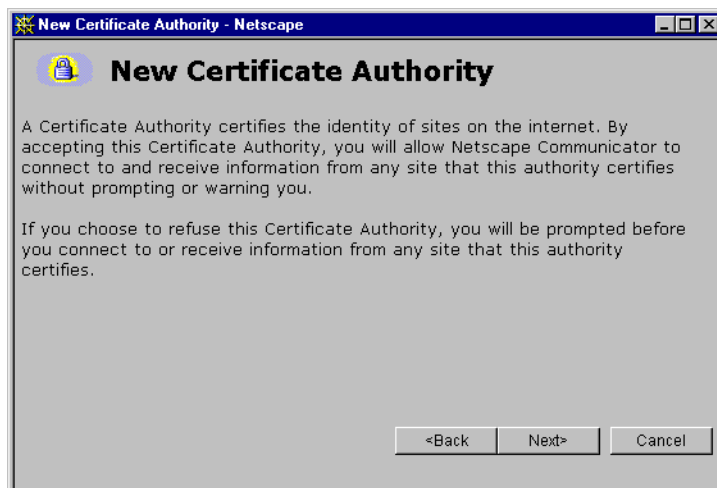 New Certificate Authority - Netscape
New Certificate Authority
A Certificate Authority certifies the identity of sites on the internet. By
accepting this Certificate Authority, you will allow Netscape Communicator to
connect to and receive information from any site that this authority certifies
without prompting or warning you.
If you choose to refuse this Certificate Authority, you will be prompted before
you connect to or receive information from any site that this authority
certifies.
<Back Next> Cancel